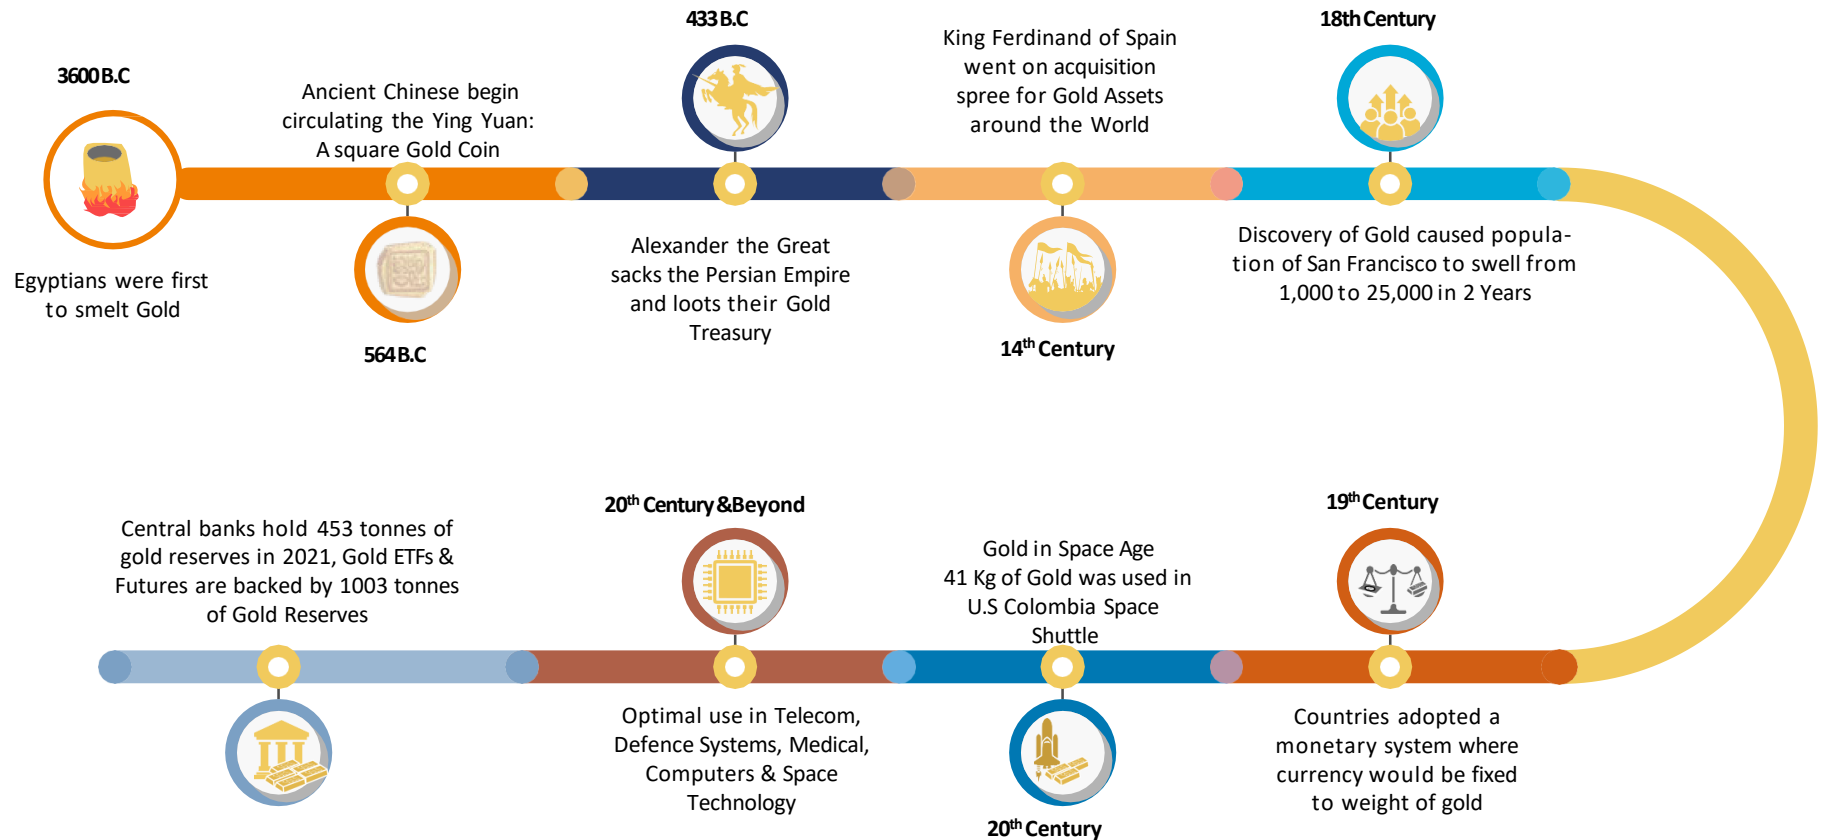 3600 B.C
Egyptians were first
to smelt Gold
Ancient Chinese begin
circulating the Ying Yuan:
A square Gold Coin
564 B.C
433 B.C
Alexander the Great
sacks the Persian Empire
and loots their Gold
Treasury
King Ferdinand of Spain
went on acquisition
spree for Gold Assets
around the World
14th Century
18th Century
Discovery of Gold caused popula-
tion of San Francisco to swell from
1,000 to 25,000 in 2 Years
19th Century
Countries adopted a
monetary system where
currency would be fixed
to weight of gold
Gold in Space Age
41 Kg of Gold was used in
U.S Colombia Space
Shuttle
20th Century
20th Century & Beyond
Optimal use in Telecom,
Defence Systems, Medical,
Computers & Space
Technology
Central banks hold 453 tonnes of
gold reserves in 2021, Gold ETFs &
Futures are backed by 1003 tonnes
of Gold Reserves